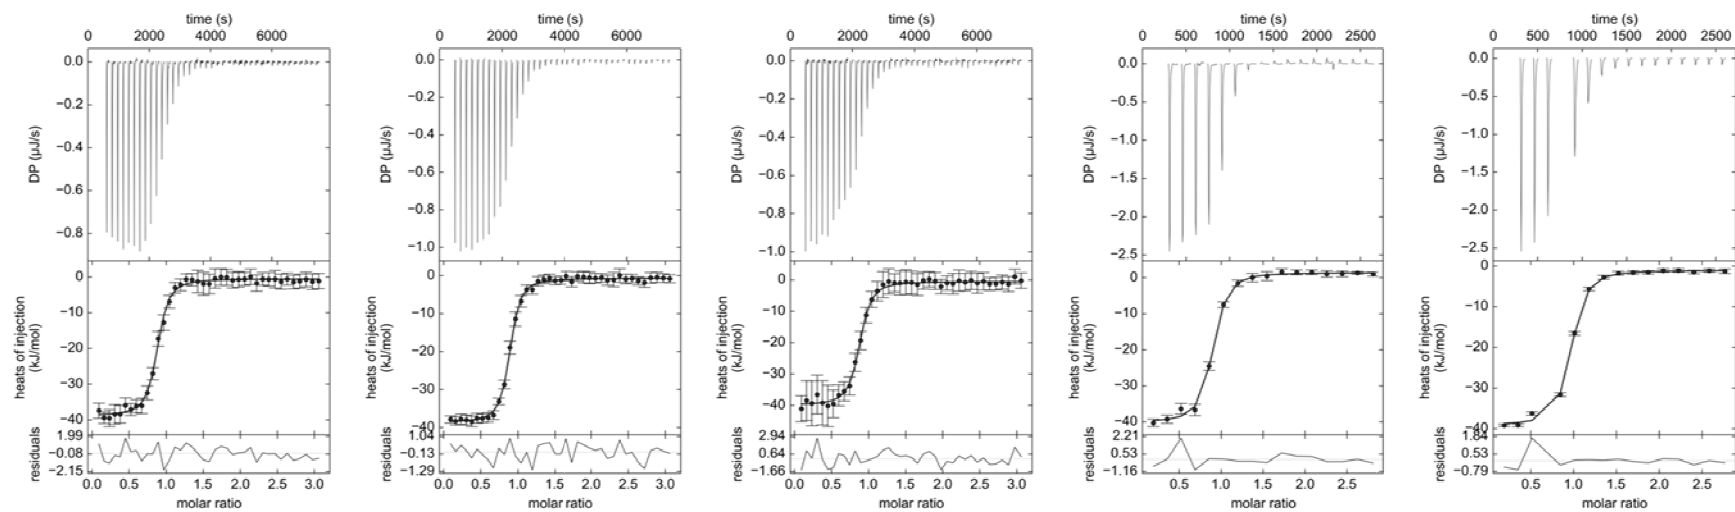 time (s)
0 2000 4000 6000
DP (µJ/s)
0.0
−0.2
−0.4
−0.6
−0.8
heats of injection
(kJ/mol)
0
−10
−20
−30
−40
residuals
1.99
−0.08
−2.15
0.0 0.5 1.0 1.5 2.0 2.5 3.0
molar ratio
time (s)
0 2000 4000 6000
DP (µJ/s)
0.0
−0.2
−0.4
−0.6
−0.8
−1.0
heats of injection
(kJ/mol)
0
−10
−20
−30
−40
residuals
1.04
−0.13
−1.29
0.0 0.5 1.0 1.5 2.0 2.5 3.0
molar ratio
time (s)
0 2000 4000 6000
DP (µJ/s)
0.0
−0.2
−0.4
−0.6
−0.8
−1.0
heats of injection
(kJ/mol)
0
−10
−20
−30
−40
residuals
2.94
0.64
−1.66
0.0 0.5 1.0 1.5 2.0 2.5 3.0
molar ratio
time (s)
0 500 1000 1500 2000 2500
DP (µJ/s)
0.0
−0.5
−1.0
−1.5
−2.0
−2.5
heats of injection
(kJ/mol)
0
−10
−20
−30
−40
residuals
2.21
0.53
−1.16
0.5 1.0 1.5 2.0 2.5
molar ratio
time (s)
0 500 1000 1500 2000 2500
DP (µJ/s)
0.0
−0.5
−1.0
−1.5
−2.0
−2.5
heats of injection
(kJ/mol)
0
−10
−20
−30
−40
residuals
1.84
0.53
−0.79
0.5 1.0 1.5 2.0 2.5
molar ratio